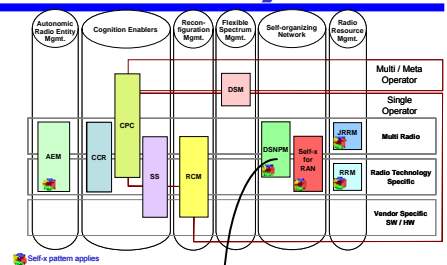 Autonomic
Radio Entity
Mgmt.
Cognition Enablers
Recon-
figuration
Mgmt.
Flexible
Spectrum
Mgmt.
Self-organizing
Network
Radio
Resource
Mgmt.
Multi / Meta
Operator
DSM
Single
Operator
CPC
AEM
CCR
DSNPM
Self-x
for
RAN
JRRM
Multi Radio
SS
RCM
RRM
Radio Technology
Specific
Vendor Specific
SW / HW
Self-x pattern applies